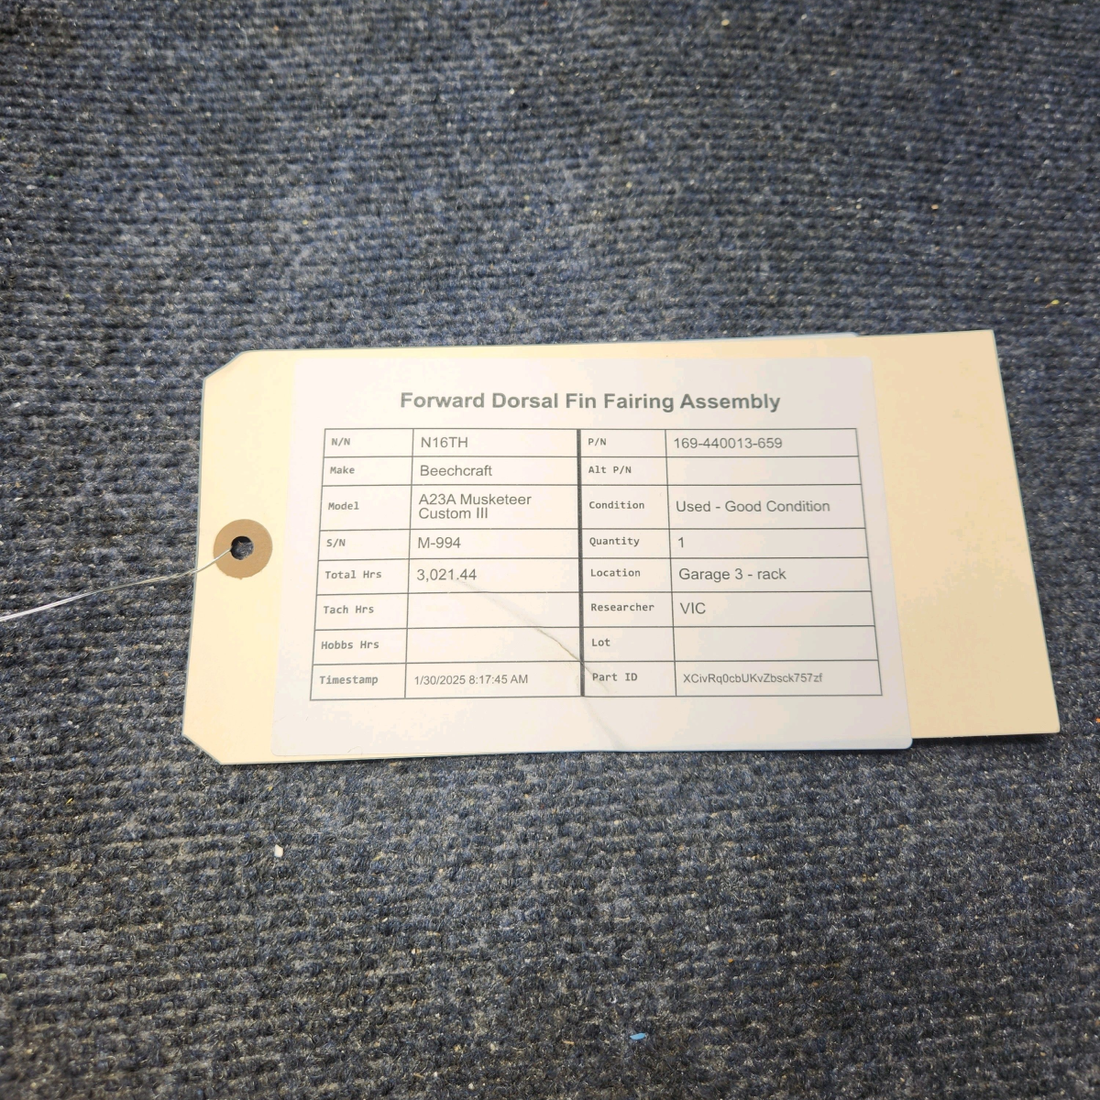 Forward Dorsal Fin Fairing Assembly
N/N N16TH P/N 169-440013-659
Make Beechcraft Alt P/N
Model A23A Musketeer Custom III Condition Used - Good Condition
S/N M-994 Quantity 1
Total Hrs 3,021.44 Location Garage 3 - rack
Tach Hrs Researcher VIC
Hobbs Hrs Lot
Timestamp 1/30/2025 8:17:45 AM Part ID XCivRq0cbUKvZbsck757zf